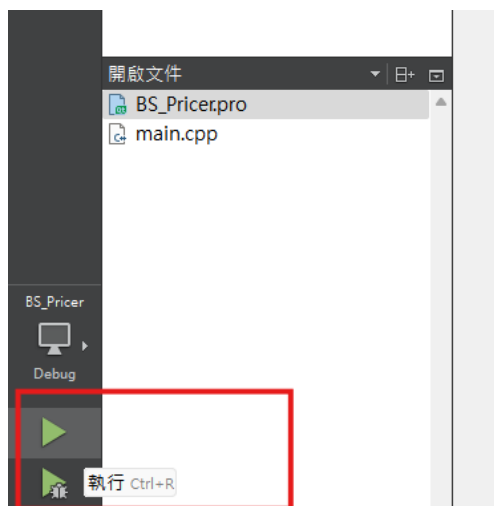 開啟文件
BS_Pricer.pro
main.cpp
BS_Pricer
Debug
執行 Ctrl+R